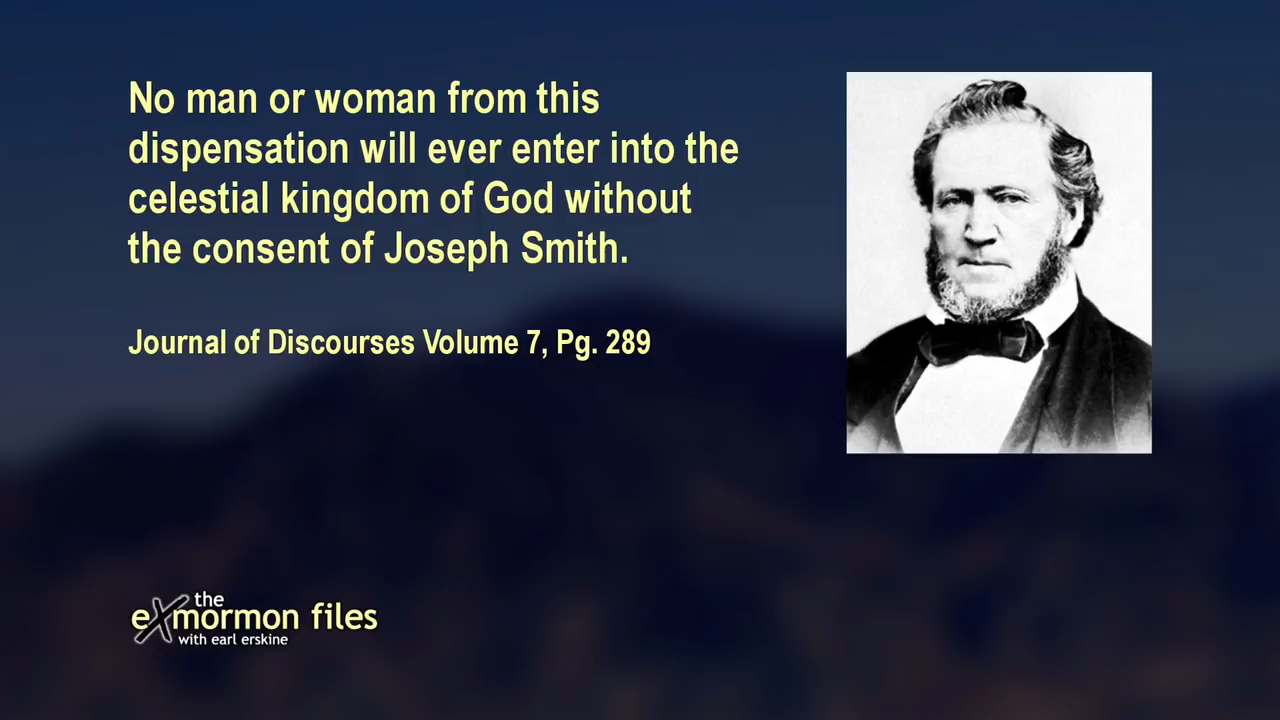 No man or woman from this
dispensation will ever enter into the
celestial kingdom of God without
the consent of Joseph Smith.
Journal of Discourses Volume 7, Pg. 289
the
exmormon files
with earl erskine